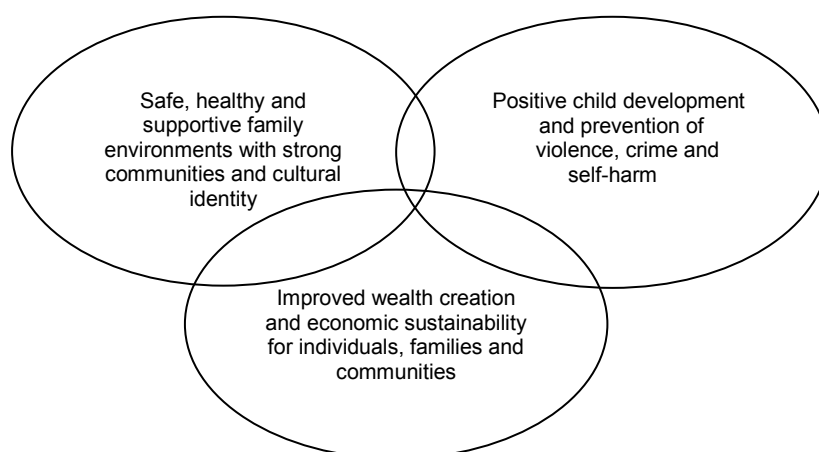 Safe, healthy and
supportive family
environments with strong
communities and cultural
identity
Positive child development
and prevention of
violence, crime and
self-harm
Improved wealth creation
and economic sustainability
for individuals, families and
communities